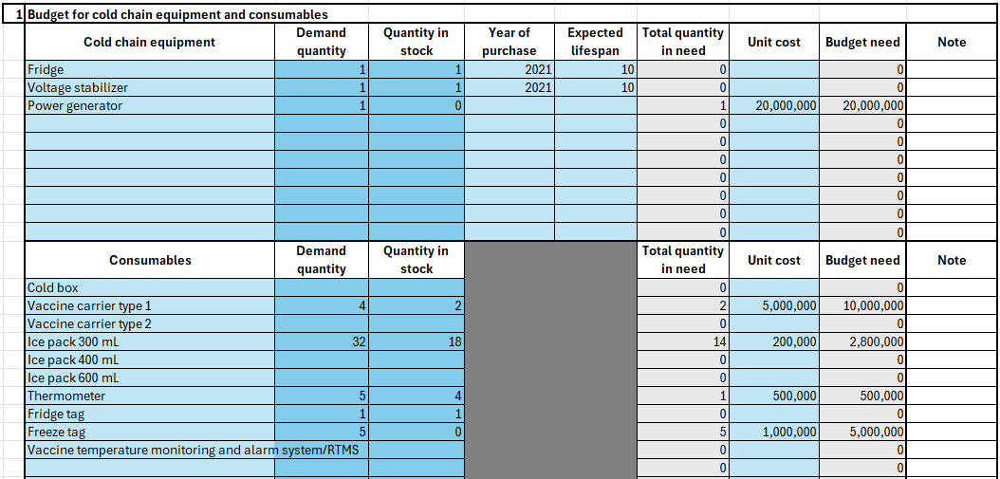 1 Budget for cold chain equipment and consumables
Cold chain equipment Demand quantity Quantity in stock Year of purchase Expected lifespan Total quantity in need Unit cost Budget need Note
Fridge 1 1 2021 10 0 0
Voltage stabilizer 1 1 2021 10 0 0
Power generator 1 0 1 20,000,000 20,000,000
0 0
0 0
0 0
0 0
0 0
0 0
0 0
Consumables Demand quantity Quantity in stock Total quantity in need Unit cost Budget need Note
Cold box 0 0
Vaccine carrier type 1 4 2 2 5,000,000 10,000,000
Vaccine carrier type 2 0 0
Ice pack 300 mL 32 18 14 200,000 2,800,000
Ice pack 400 mL 0 0
Ice pack 600 mL 0 0
Thermometer 5 4 1 500,000 500,000
Fridge tag 1 1 0 0
Freeze tag 5 0 5 1,000,000 5,000,000
Vaccine temperature monitoring and alarm system/RTMS 0 0
0 0